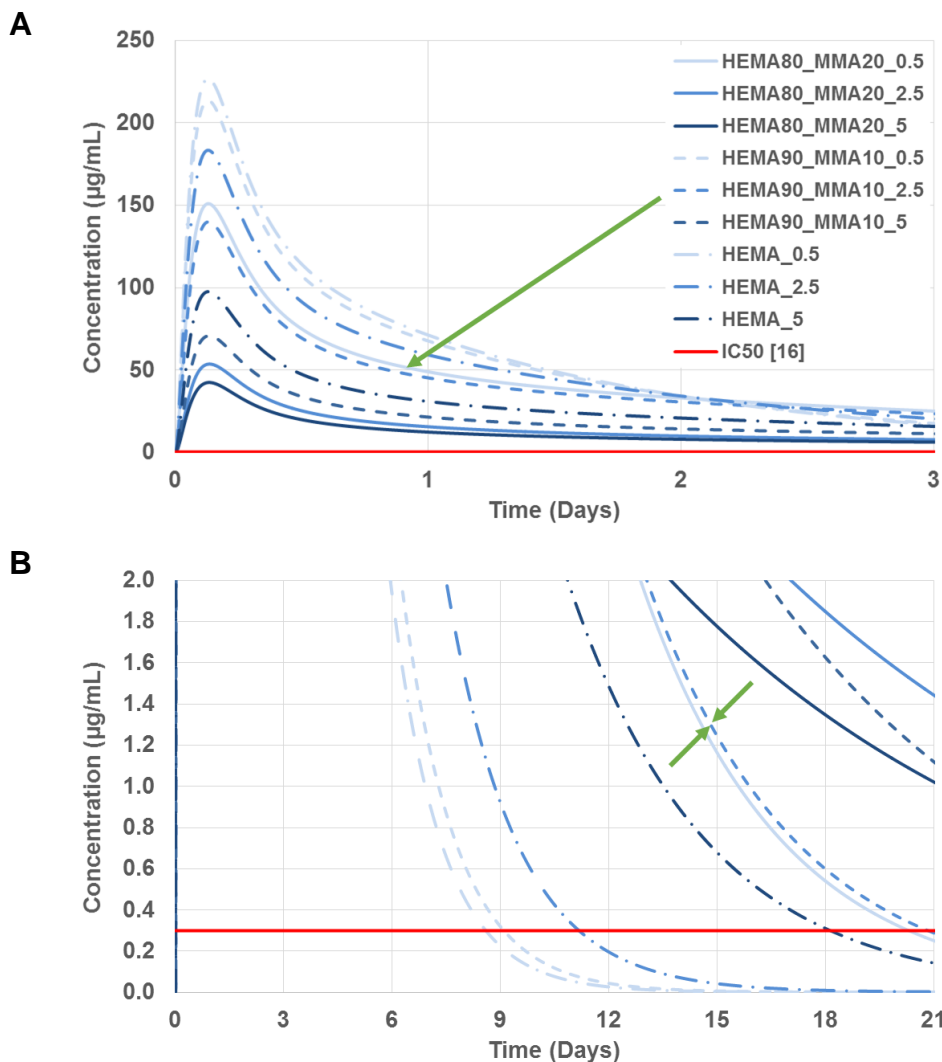 A
Concentration (µg/mL)
250
200
150
100
50
0
0 1 2 3
Time (Days)
HEMA80_MMA20_0.5
HEMA80_MMA20_2.5
HEMA80_MMA20_5
HEMA90_MMA10_0.5
HEMA90_MMA10_2.5
HEMA90_MMA10_5
HEMA_0.5
HEMA_2.5
HEMA_5
IC50 [16]
B
Concentration (µg/mL)
2.0
1.8
1.6
1.4
1.2
1.0
0.8
0.6
0.4
0.2
0.0
0 3 6 9 12 15 18 21
Time (Days)